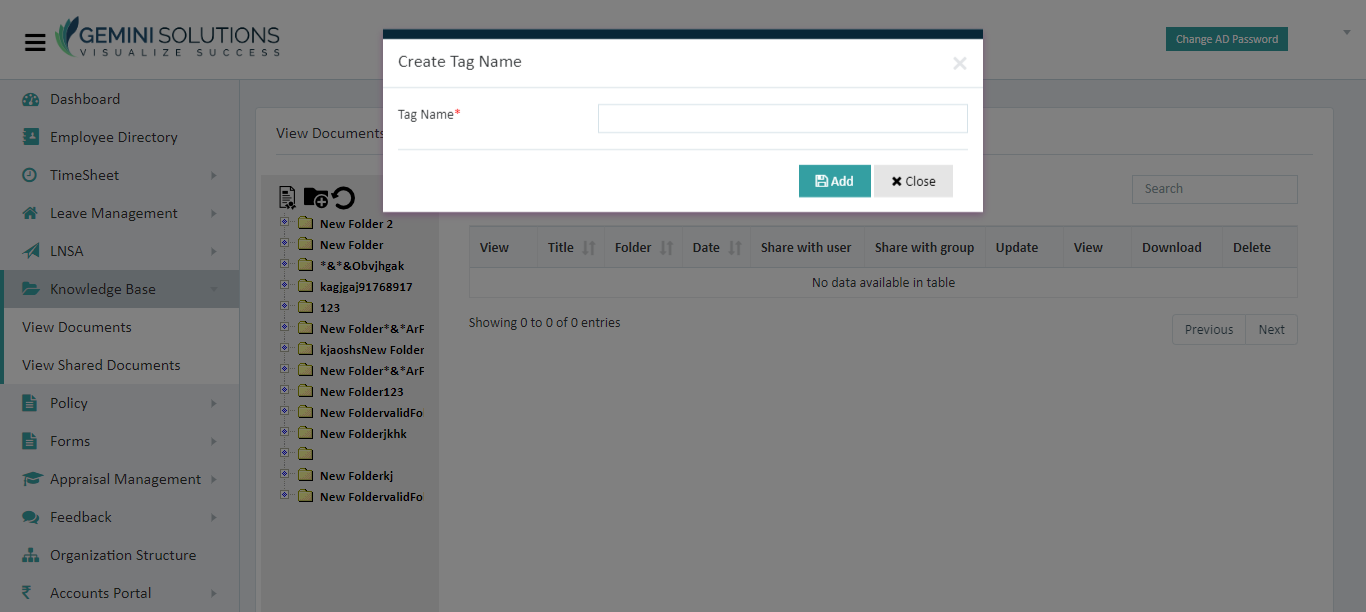 GEMINI SOLUTIONS
VISUALIZE SUCCESS
Change AD Password
Create Tag Name
Tag Name*
Add
Close
Dashboard
Employee Directory
TimeSheet
Leave Management
LNSA
Knowledge Base
View Documents
View Shared Documents
Policy
Forms
Appraisal Management
Feedback
Organization Structure
Accounts Portal
View Documents
New Folder 2
New Folder
*&*&Obvjhgak
kagjgaj91768917
123
New Folder*&*ArF
kjaoshsNew Folder
New Folder*&*ArF
New Folder123
New FoldervalidFo
New Folderjkhk
New Folderkj
New FoldervalidFo
Search
View Title Folder Date Share with user Share with group Update View Download Delete
No data available in table
Showing 0 to 0 of 0 entries
Previous Next